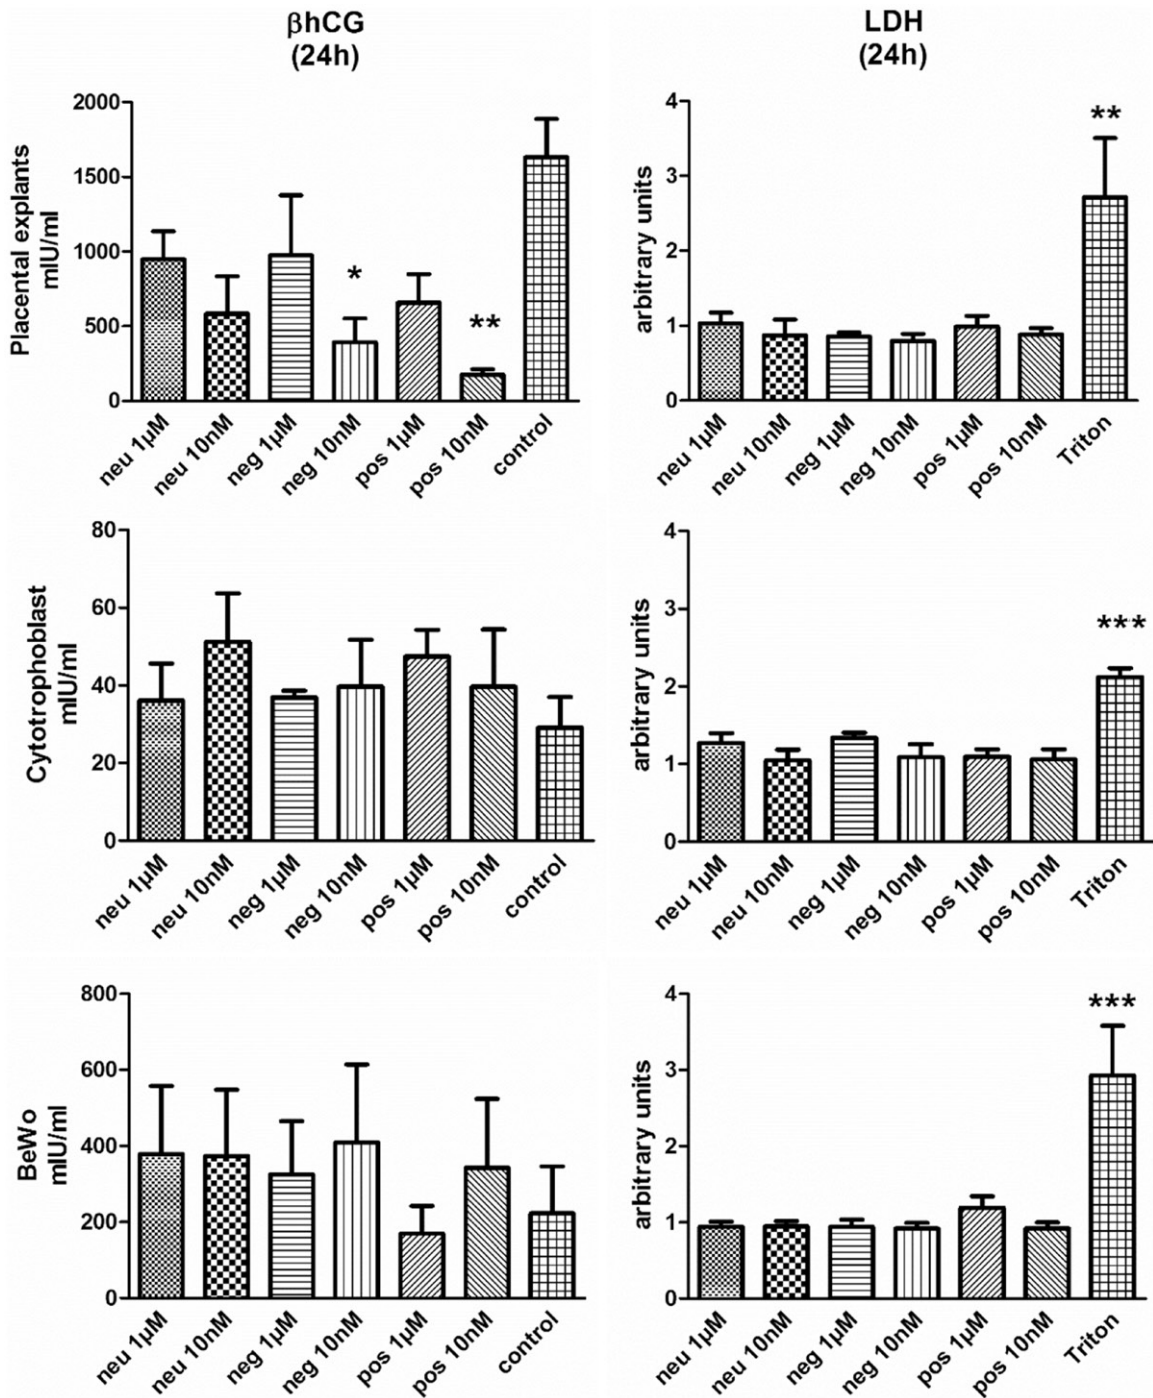 βhCG
(24h)
LDH
(24h)
Placental explants
mIU/ml
2000
1500
1000
500
0
*
**
neu 1µM
neu 10nM
neg 1µM
neg 10nM
pos 1µM
pos 10nM
control
arbitrary units
4
3
2
1
0
**
neu 1µM
neu 10nM
neg 1µM
neg 10nM
pos 1µM
pos 10nM
Triton
Cytotrophoblast
mIU/ml
80
60
40
20
0
neu 1µM
neu 10nM
neg 1µM
neg 10nM
pos 1µM
pos 10nM
control
arbitrary units
4
3
2
1
0
***
neu 1µM
neu 10nM
neg 1µM
neg 10nM
pos 1µM
pos 10nM
Triton
BeWo
mIU/ml
800
600
400
200
0
neu 1µM
neu 10nM
neg 1µM
neg 10nM
pos 1µM
pos 10nM
control
arbitrary units
4
3
2
1
0
***
neu 1µM
neu 10nM
neg 1µM
neg 10nM
pos 1µM
pos 10nM
Triton